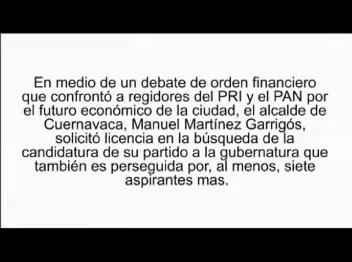 En medio de un debate de orden financiero
que confrontó a regidores del PRI y el PAN por
el futuro económico de la ciudad, el alcalde de
Cuernavaca, Manuel Martínez Garrigós,
solicitó licencia en la búsqueda de la
candidatura de su partido a la gubernatura que
también es perseguida por, al menos, siete
aspirantes mas.